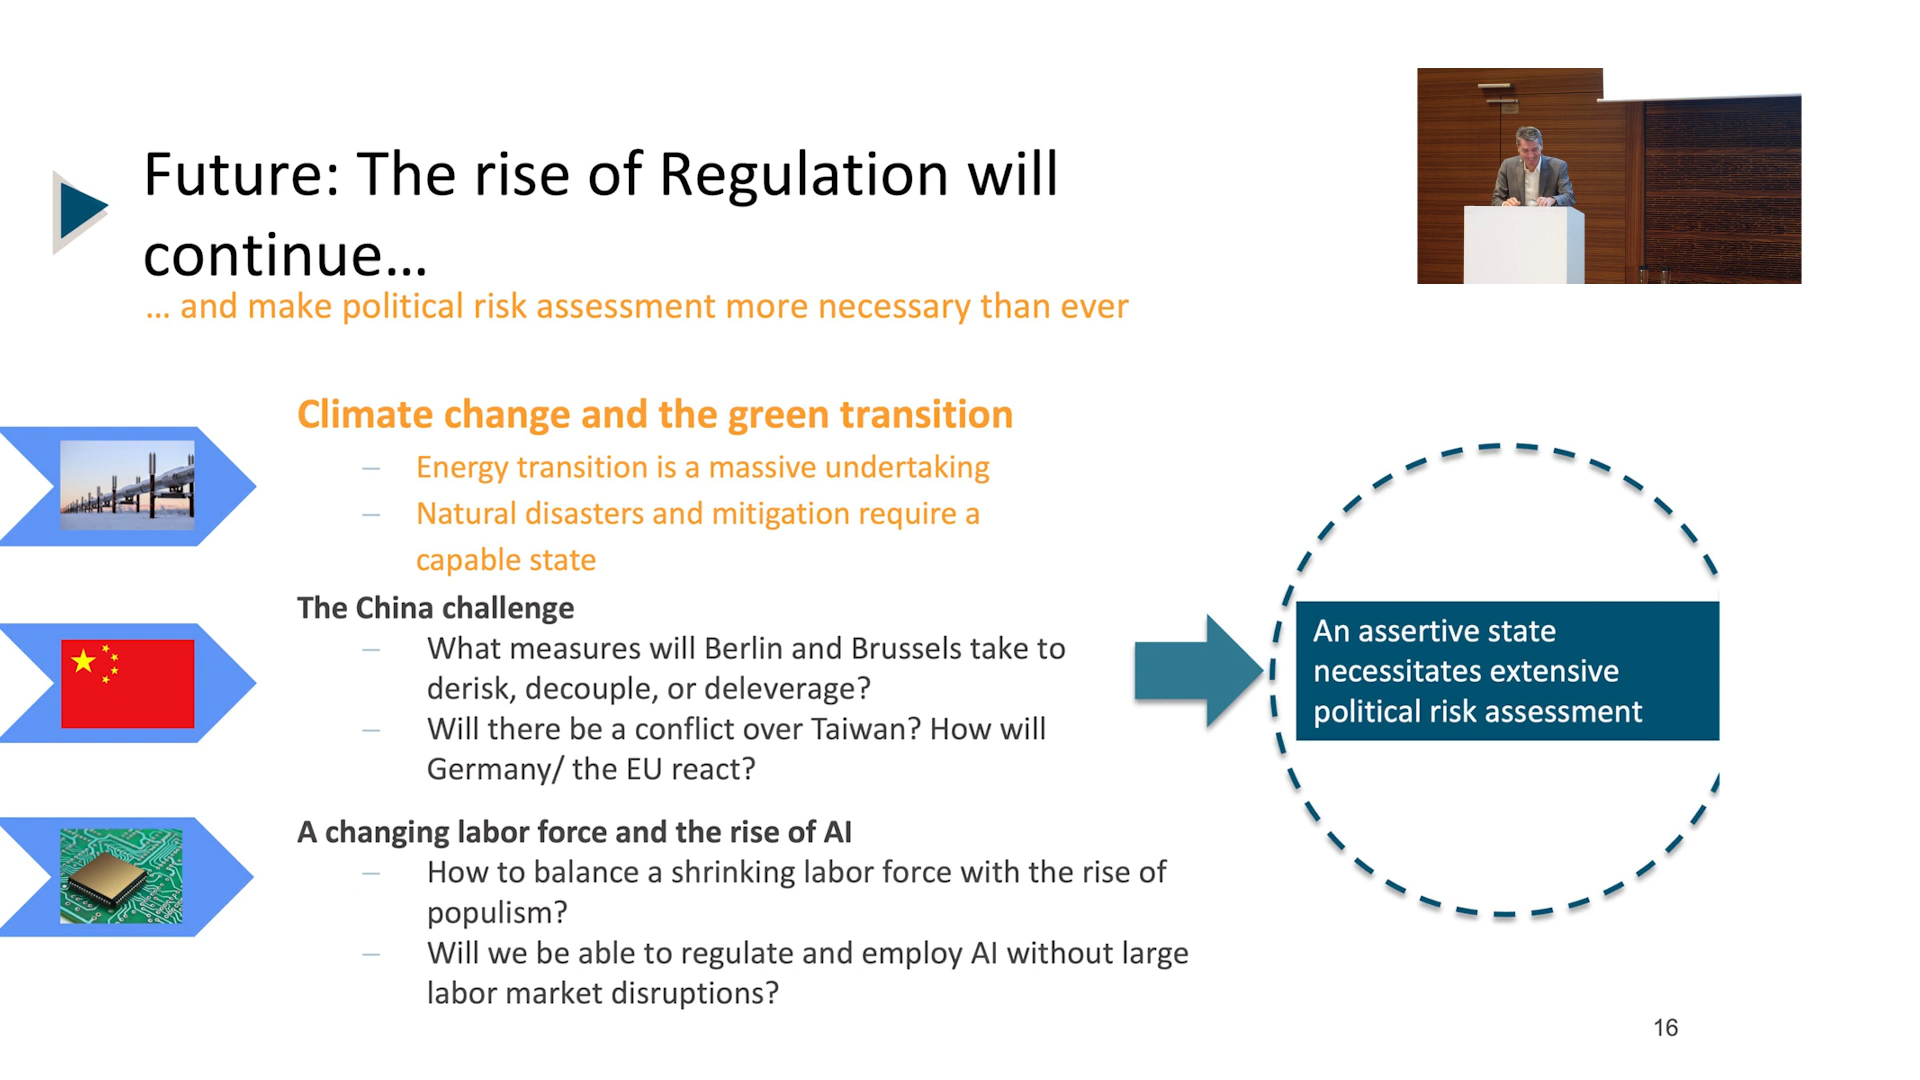 Future: The rise of Regulation will
continue…
… and make political risk assessment more necessary than ever
Climate change and the green transition
– Energy transition is a massive undertaking
– Natural disasters and mitigation require a
capable state
The China challenge
– What measures will Berlin and Brussels take to
derisk, decouple, or deleverage?
– Will there be a conflict over Taiwan? How will
Germany/ the EU react?
A changing labor force and the rise of AI
– How to balance a shrinking labor force with the rise of
populism?
– Will we be able to regulate and employ AI without large
labor market disruptions?
An assertive state
necessitates extensive
political risk assessment
16